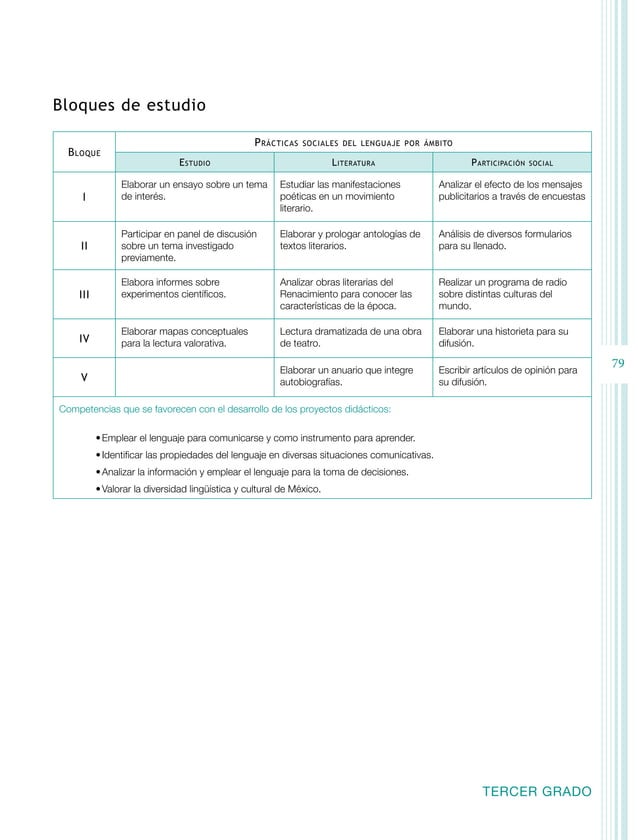 Bloques de estudio
BLOQUE
PRÁCTICAS SOCIALES DEL LENGUAJE POR ÁMBITO
ESTUDIO
LITERATURA
PARTICIPACIÓN SOCIAL
I
Elaborar un ensayo sobre un tema
de interés.
Estudiar las manifestaciones
poéticas en un movimiento
literario.
Analizar el efecto de los mensajes
publicitarios a través de encuestas
II
Participar en panel de discusión
sobre un tema investigado
previamente.
Elaborar y prologar antologías de
textos literarios.
Análisis de diversos formularios
para su llenado.
III
Elabora informes sobre
experimentos científicos.
Analizar obras literarias del
Renacimiento para conocer las
características de la época.
Realizar un programa de radio
sobre distintas culturas del
mundo.
IV
Elaborar mapas conceptuales
para la lectura valorativa.
Lectura dramatizada de una obra
de teatro.
Elaborar una historieta para su
difusión.
V
Elaborar un anuario que integre
autobiografías.
Escribir artículos de opinión para
su difusión.
Competencias que se favorecen con el desarrollo de los proyectos didácticos:
• Emplear el lenguaje para comunicarse y como instrumento para aprender.
• Identificar las propiedades del lenguaje en diversas situaciones comunicativas.
• Analizar la información y emplear el lenguaje para la toma de decisiones.
• Valorar la diversidad lingüística y cultural de México.
79
TERCER GRADO